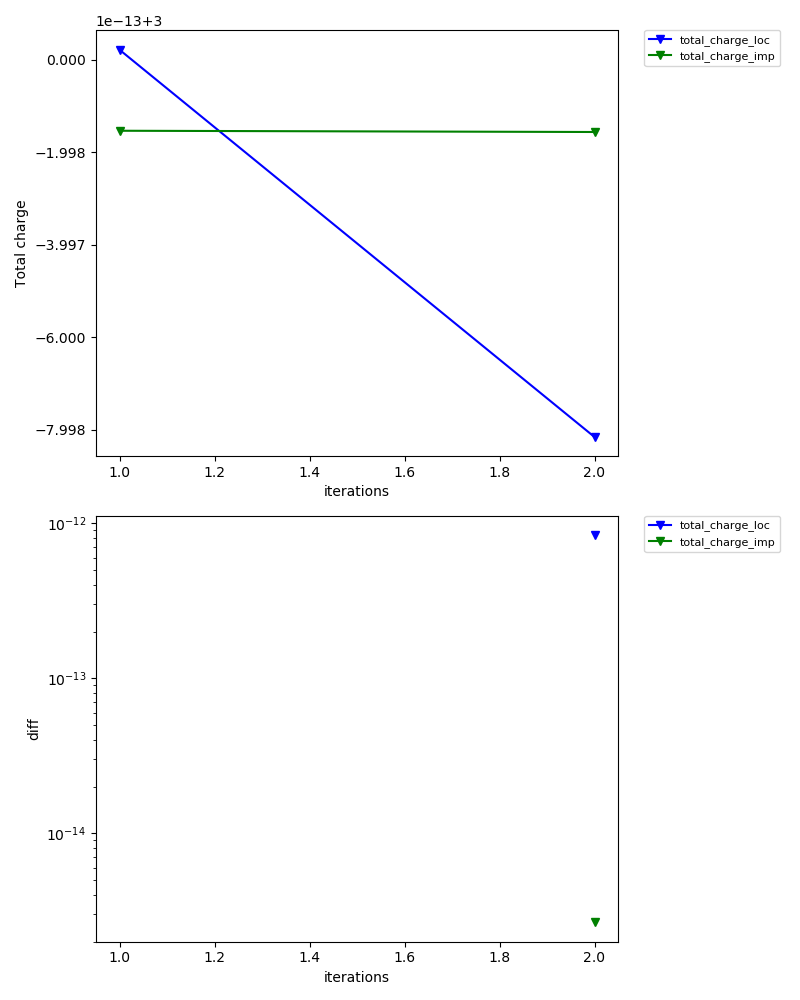 1e−13+3
0.000
−1.998
−3.997
−6.000
−7.998
Total charge
1.0 1.2 1.4 1.6 1.8 2.0
iterations
total_charge_loc
total_charge_imp
10−12
10−13
10−14
diff
1.0 1.2 1.4 1.6 1.8 2.0
iterations
total_charge_loc
total_charge_imp